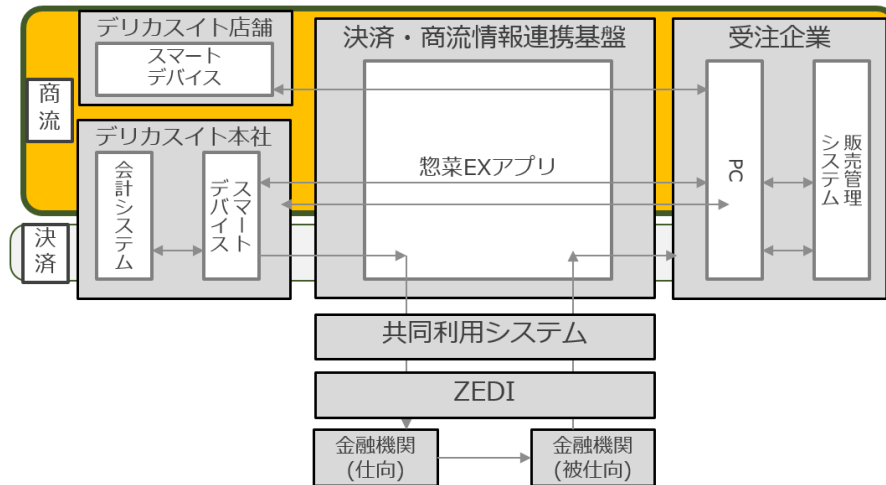 デリカスイト店舗
スマート
デバイス
商流
決済・商流情報連携基盤
受注企業
デリカスイト本社
会計システム
スマート
デバイス
惣菜EXアプリ
PC
販売管理
システム
決済
共同利用システム
ZEDI
金融機関
(仕向)
金融機関
(被仕向)